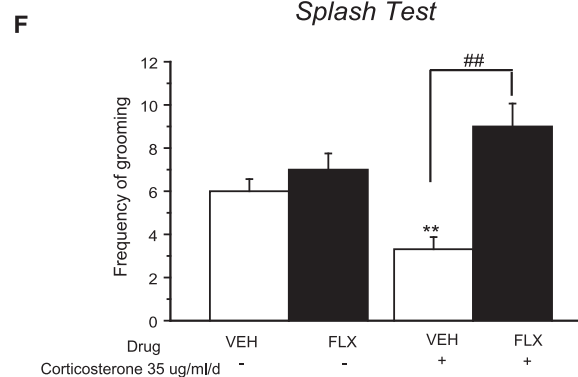 Splash Test
F
##
12
10
8
6
4
2
0
Frequency of grooming
**
Drug VEH FLX VEH FLX
Corticosterone 35 ug/ml/d - - + +